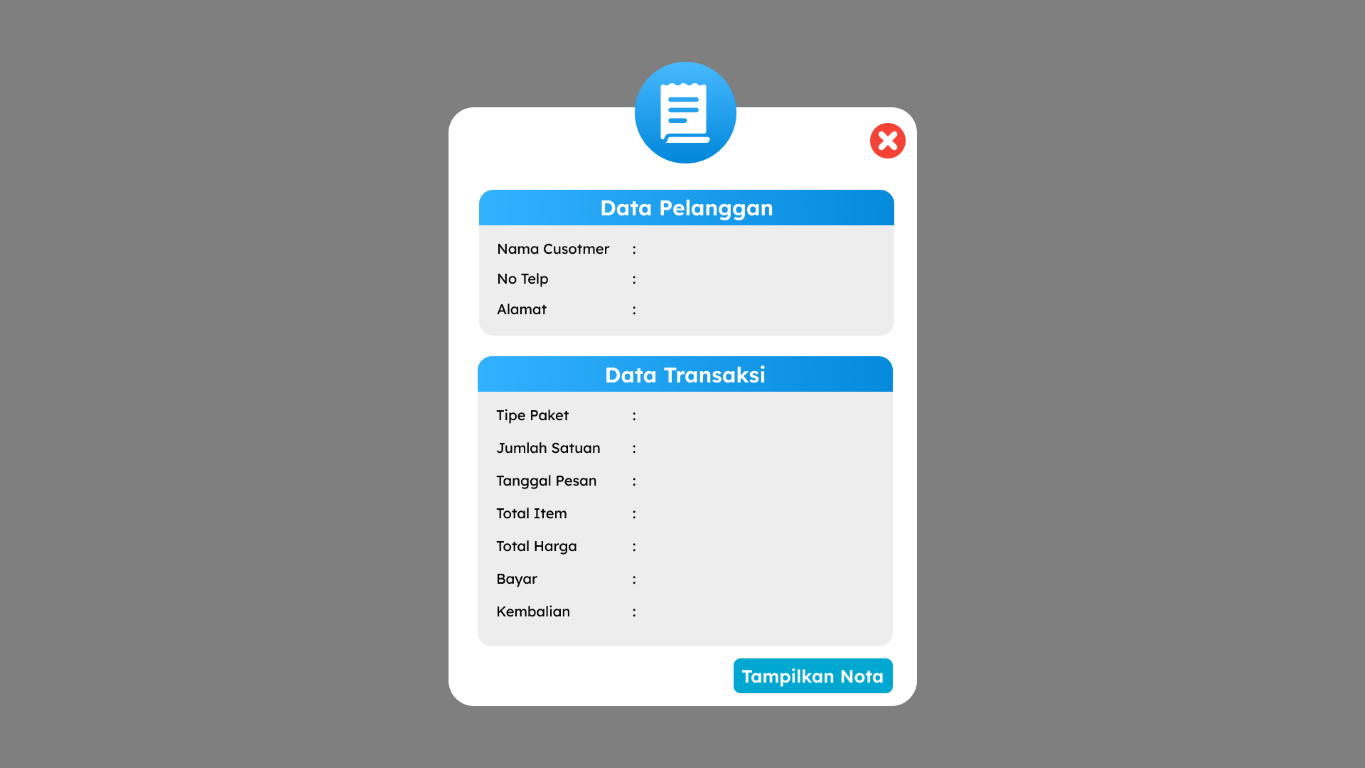 Data Pelanggan
Nama Cusotmer :
No Telp :
Alamat :
Data Transaksi
Tipe Paket :
Jumlah Satuan :
Tanggal Pesan :
Total Item :
Total Harga :
Bayar :
Kembalian :
Tampilkan Nota